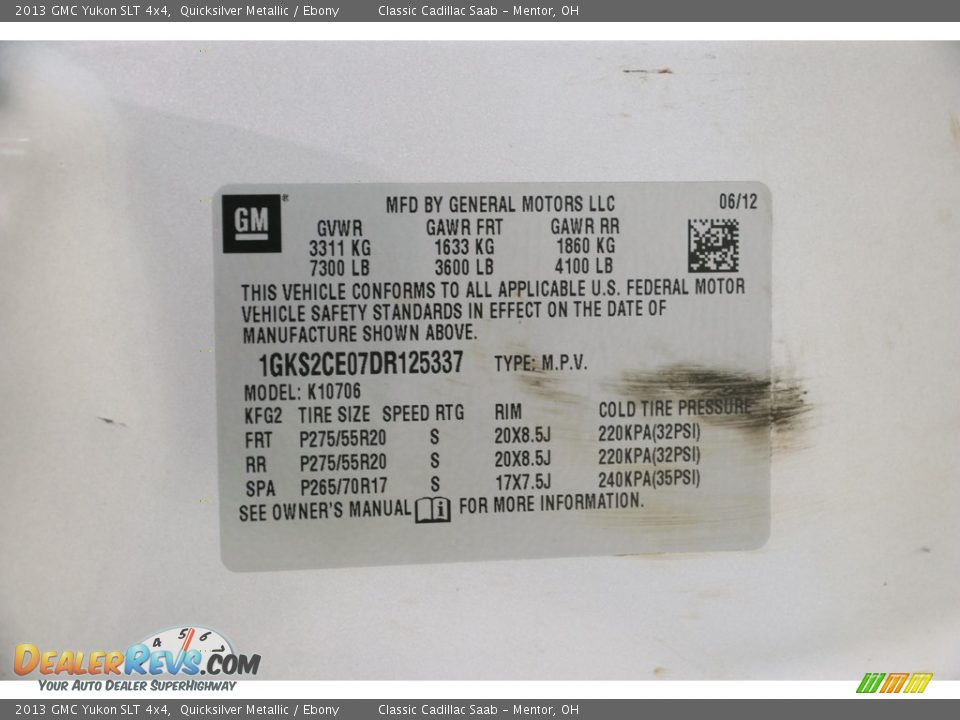 2013 GMC Yukon SLT 4x4, Quicksilver Metallic / Ebony Classic Cadillac Saab - Mentor, OH
GM®
MFD BY GENERAL MOTORS LLC 06/12
GVWR GAWR FRT GAWR RR
3311 KG 1633 KG 1860 KG
7300 LB 3600 LB 4100 LB
THIS VEHICLE CONFORMS TO ALL APPLICABLE U.S. FEDERAL MOTOR
VEHICLE SAFETY STANDARDS IN EFFECT ON THE DATE OF
MANUFACTURE SHOWN ABOVE.
1GKS2CE07DR125337 TYPE: M.P.V.
MODEL: K10706
KFG2 TIRE SIZE SPEED RTG RIM COLD TIRE PRESSURE
FRT P275/55R20 S 20X8.5J 220KPA(32PSI)
RR P275/55R20 S 20X8.5J 220KPA(32PSI)
SPA P265/70R17 S 17X7.5J 240KPA(35PSI)
SEE OWNER'S MANUAL i FOR MORE INFORMATION.
4 5 6 7
DEALERREVS.COM
YOUR AUTO DEALER SUPERHIGHWAY
2013 GMC Yukon SLT 4x4, Quicksilver Metallic / Ebony Classic Cadillac Saab - Mentor, OH